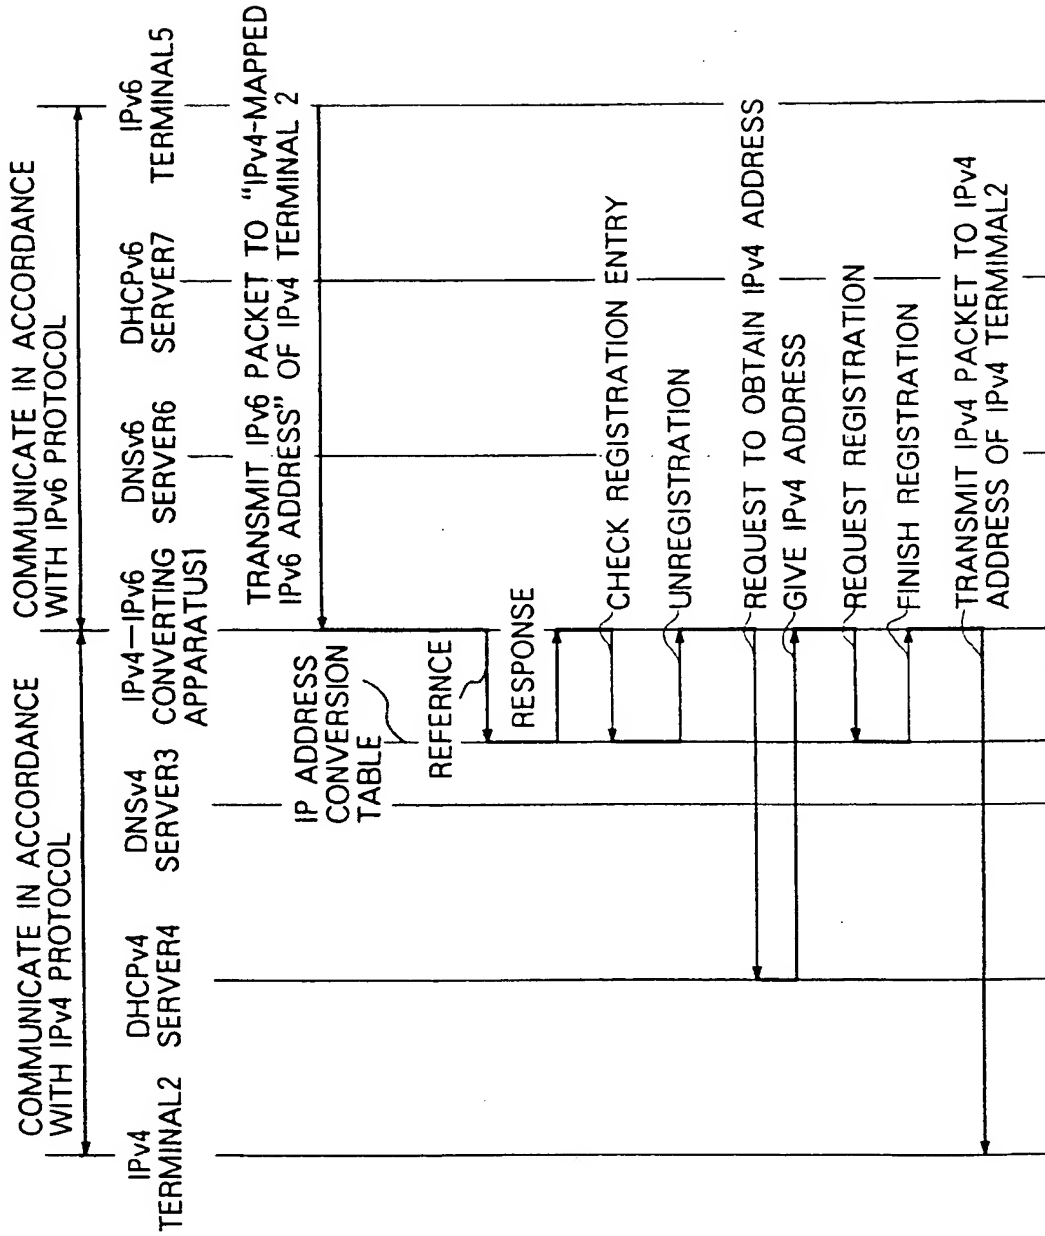 COMMUNICATE IN ACCORDANCE
WITH IPv4 PROTOCOL
COMMUNICATE IN ACCORDANCE
WITH IPv6 PROTOCOL
IPv4
TERMINAL2
DHCPv4
SERVER4
DNSv4
SERVER3
IPv4-IPv6
CONVERTING
APPARATUS1
DNSv6
SERVER6
DHCPv6
SERVER7
IPv6
TERMINAL5
TRANSMIT IPv6 PACKET TO "IPv4-MAPPED
IPv6 ADDRESS" OF IPv4 TERMINAL 2
IP ADDRESS
CONVERSION
TABLE
REFERNCE
RESPONSE
CHECK REGISTRATION ENTRY
UNREGISTRATION
REQUEST TO OBTAIN IPv4 ADDRESS
GIVE IPv4 ADDRESS
REQUEST REGISTRATION
FINISH REGISTRATION
TRANSMIT IPv4 PACKET TO IPv4
ADDRESS OF IPv4 TERMIMAL2